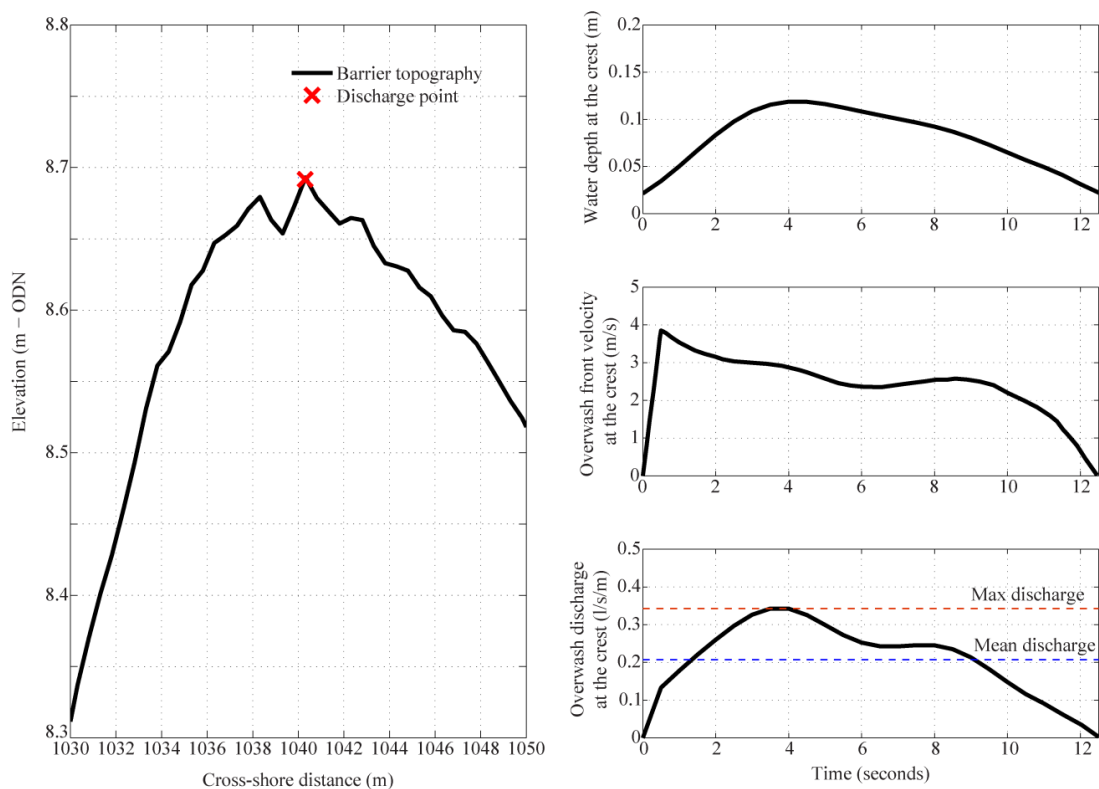 8.8
8.7
8.6
8.5
8.4
8.3
Elevation (m − ODN)
Barrier topography
Discharge point
1030 1032 1034 1036 1038 1040 1042 1044 1046 1048 1050
Cross-shore distance (m)
0.2
0.15
0.1
0.05
0
Water depth at the crest (m)
0 2 4 6 8 10 12
5
4
3
2
1
0
Overwash front velocity
at the crest (m/s)
0 2 4 6 8 10 12
0.5
0.4
0.3
0.2
0.1
0
Overwash discharge
at the crest (l/s/m)
Max discharge
Mean discharge
0 2 4 6 8 10 12
Time (seconds)